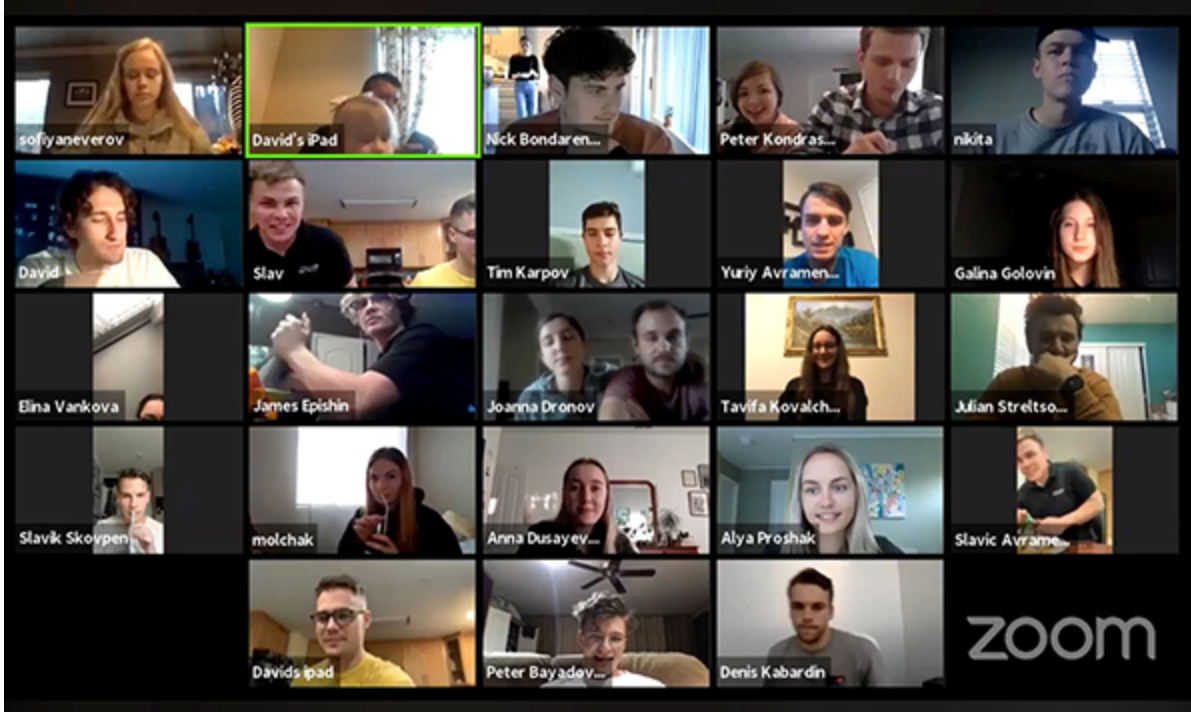 sofiyaneverov
David's iPad
Nick Bondaren...
Peter Kondras...
nikita
David
Slav
Tim Karpov
Yuriy Avramen...
Galina Golovin
Elina Vankova
James Epishin
Joanna Dronov
Tavifa Kovalch...
Julian Streltso...
Slavik Skovpen
molchak
Anna Dusayev...
Alya Proshak
Slavic Avrame...
Davids ipad
Peter Bayadov...
Denis Kabardin
zoom